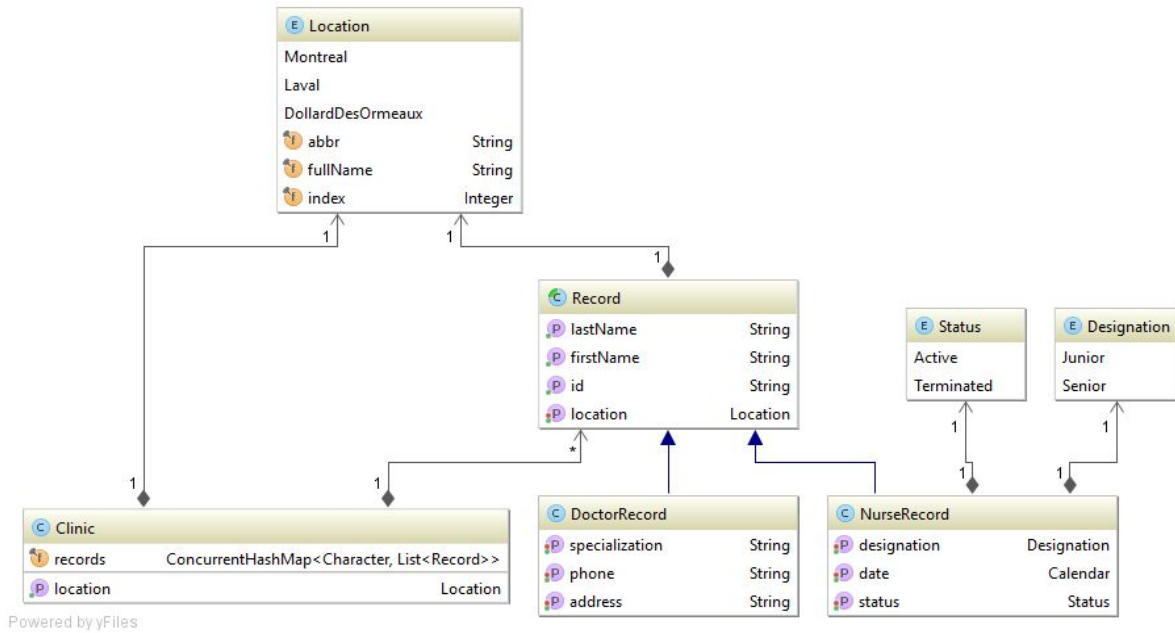 E Location
Montreal
Laval
DollardDesOrmeaux
f abbr String
f fullName String
f index Integer
1 1
1
C Record
P lastName String
P firstName String
P id String
P location Location
E Status
Active
Terminated
E Designation
Junior
Senior
1 1
*
1 1 1 1
C Clinic
f records ConcurrentHashMap<Character, List<Record>>
P location Location
C DoctorRecord
P specialization String
P phone String
P address String
C NurseRecord
P designation Designation
P date Calendar
P status Status
Powered by yFiles